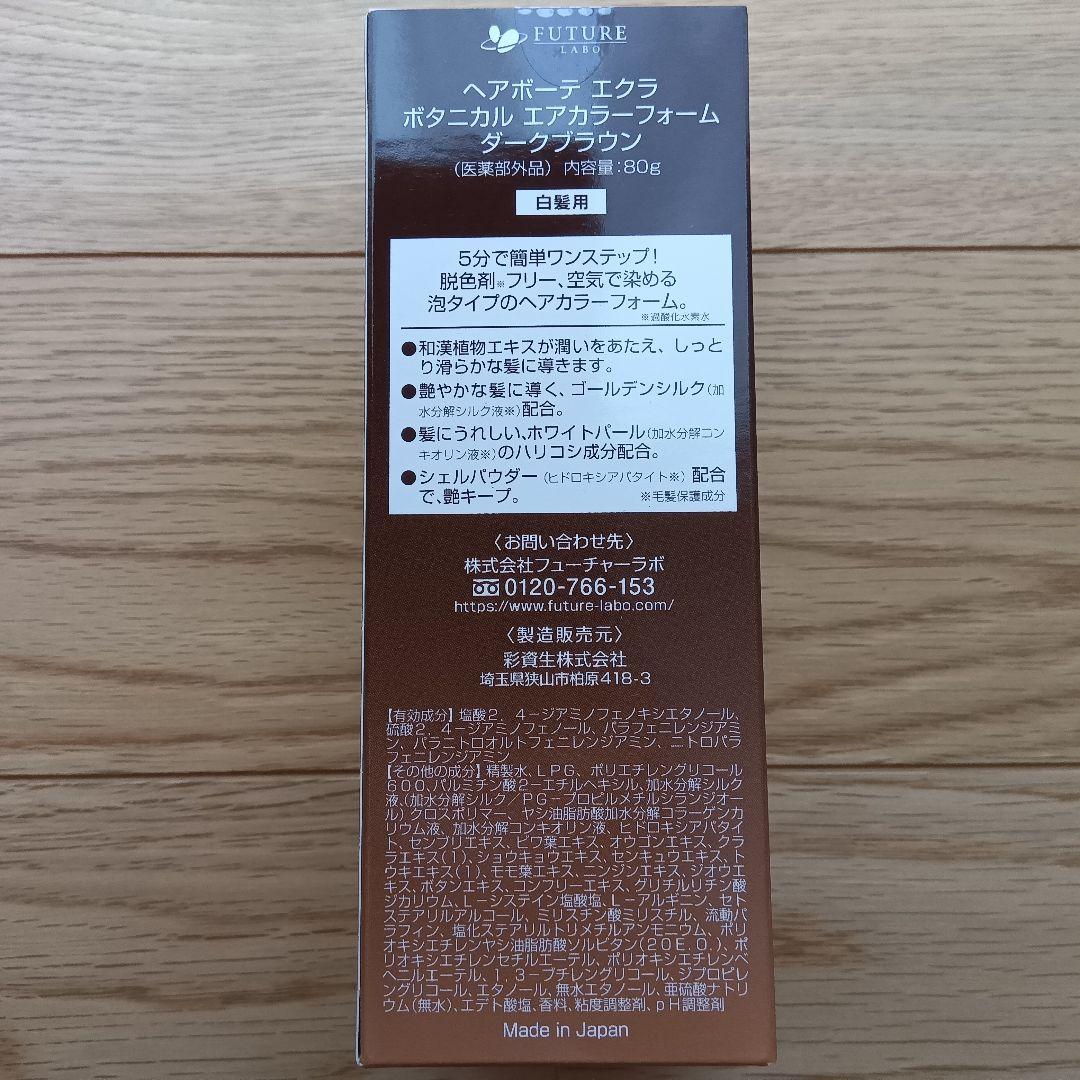 FUTURE
LABO
ヘアボーテ エクラ
ボタニカル エアカラーフォーム
ダークブラウン
(医薬部外品) 内容量:80g
白髪用
5分で簡単ワンステップ!
脱色剤※フリー、空気で染める
泡タイプのヘアカラーフォーム。
※過酸化水素水
●和漢植物エキスが潤いをあたえ、しっと
り滑らかな髪に導きます。
●艶やかな髪に導く、ゴールデンシルク(加
水分解シルク液※)配合。
●髪にうれしい、ホワイトパール(加水分解コン
キオリン液※)のハリコシ成分配合。
●シェルパウダー(ヒドロキシアパタイト※)配合
で、艶キープ。 ※毛髪保護成分
〈お問い合わせ先〉
株式会社フューチャーラボ
0120-766-153
https://www.future-labo.com/
〈製造販売元〉
彩資生株式会社
埼玉県狭山市柏原418-3
【有効成分】塩酸2,4-ジアミノフェノキシエタノール、
硫酸2,4-ジアミノフェノール、パラフェニレンジアミ
ン、パラニトロオルトフェニレンジアミン、ニトロパラ
フェニレンジアミン
【その他の成分】精製水、LPG、ポリエチレングリコール
600、パルミチン酸2-エチルヘキシル、加水分解シルク
液、(加水分解シルク/PG-プロピルメチルシランジオー
ル)クロスポリマー、ヤシ油脂肪酸加水分解コラーゲンカ
リウム液、加水分解コンキオリン液、ヒドロキシアパタイ
ト、センブリエキス、ビワ葉エキス、オウゴンエキス、クラ
ラエキス(1)、ショウキョウエキス、センキュウエキス、ト
ウキエキス(1)、モモ葉エキス、ニンジンエキス、ジオウエ
キス、ボタンエキス、コンフリーエキス、グリチルリチン酸
ジカリウム、L-システイン塩酸塩、L-アルギニン、セト
ステアリルアルコール、ミリスチン酸ミリスチル、流動パ
ラフィン、塩化ステアリルトリメチルアンモニウム、ポリ
オキシエチレンヤシ油脂肪酸ソルビタン(20E.O.)、ポ
リオキシエチレンセチルエーテル、ポリオキシエチレンベ
ヘニルエーテル、1,3-ブチレングリコール、ジプロピレ
ングリコール、エタノール、無水エタノール、亜硫酸ナトリ
ウム(無水)、エデト酸塩、香料、粘度調整剤、pH調整剤
Made in Japan